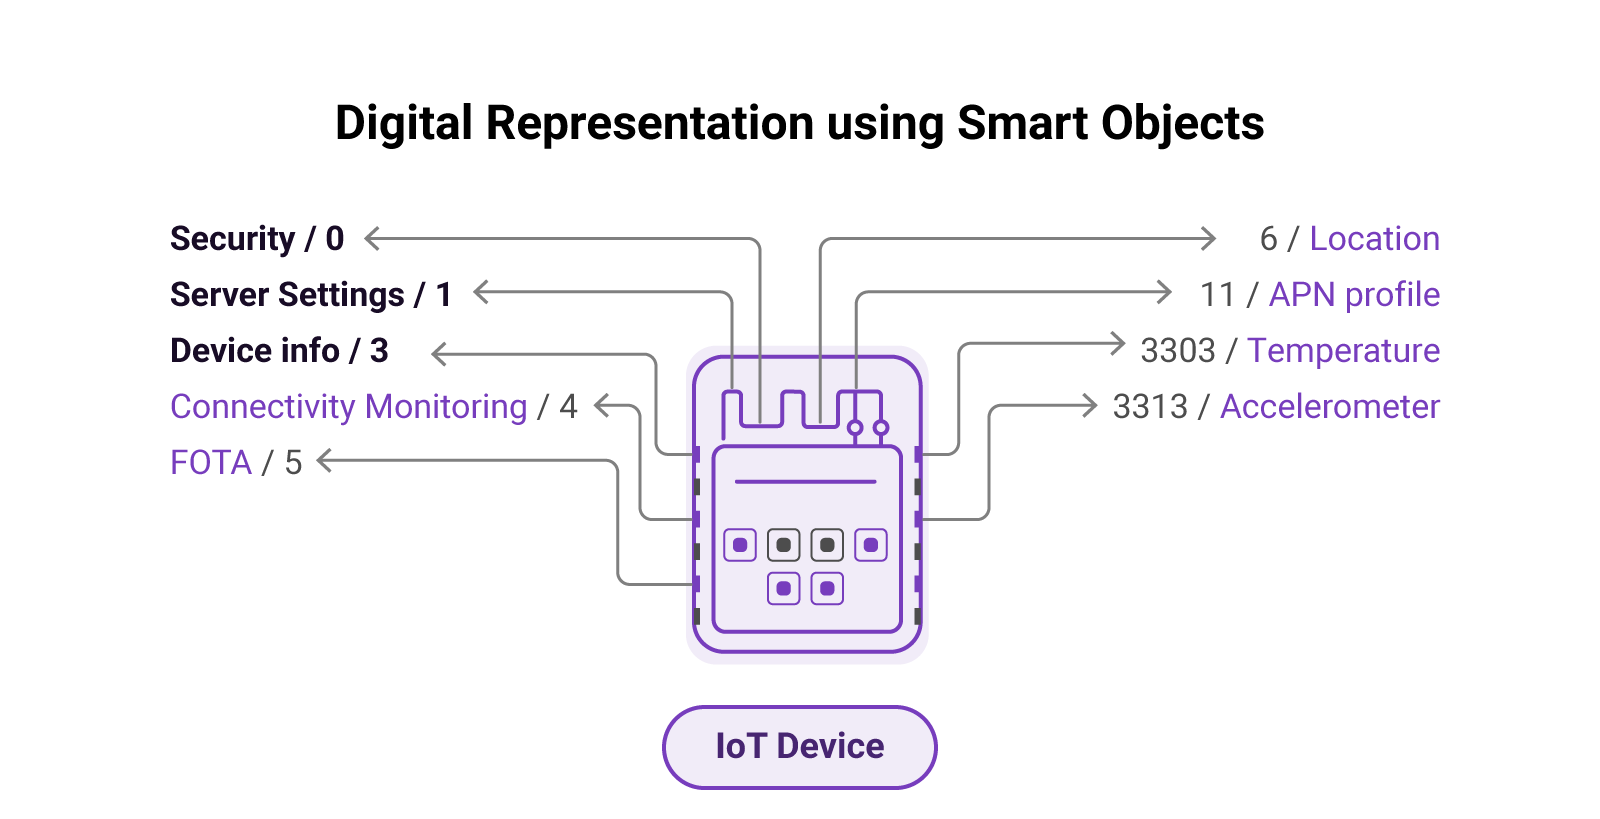 Digital Representation using Smart Objects
Security / 0
Server Settings / 1
Device info / 3
Connectivity Monitoring / 4
FOTA / 5
6 / Location
11 / APN profile
3303 / Temperature
3313 / Accelerometer
IoT Device